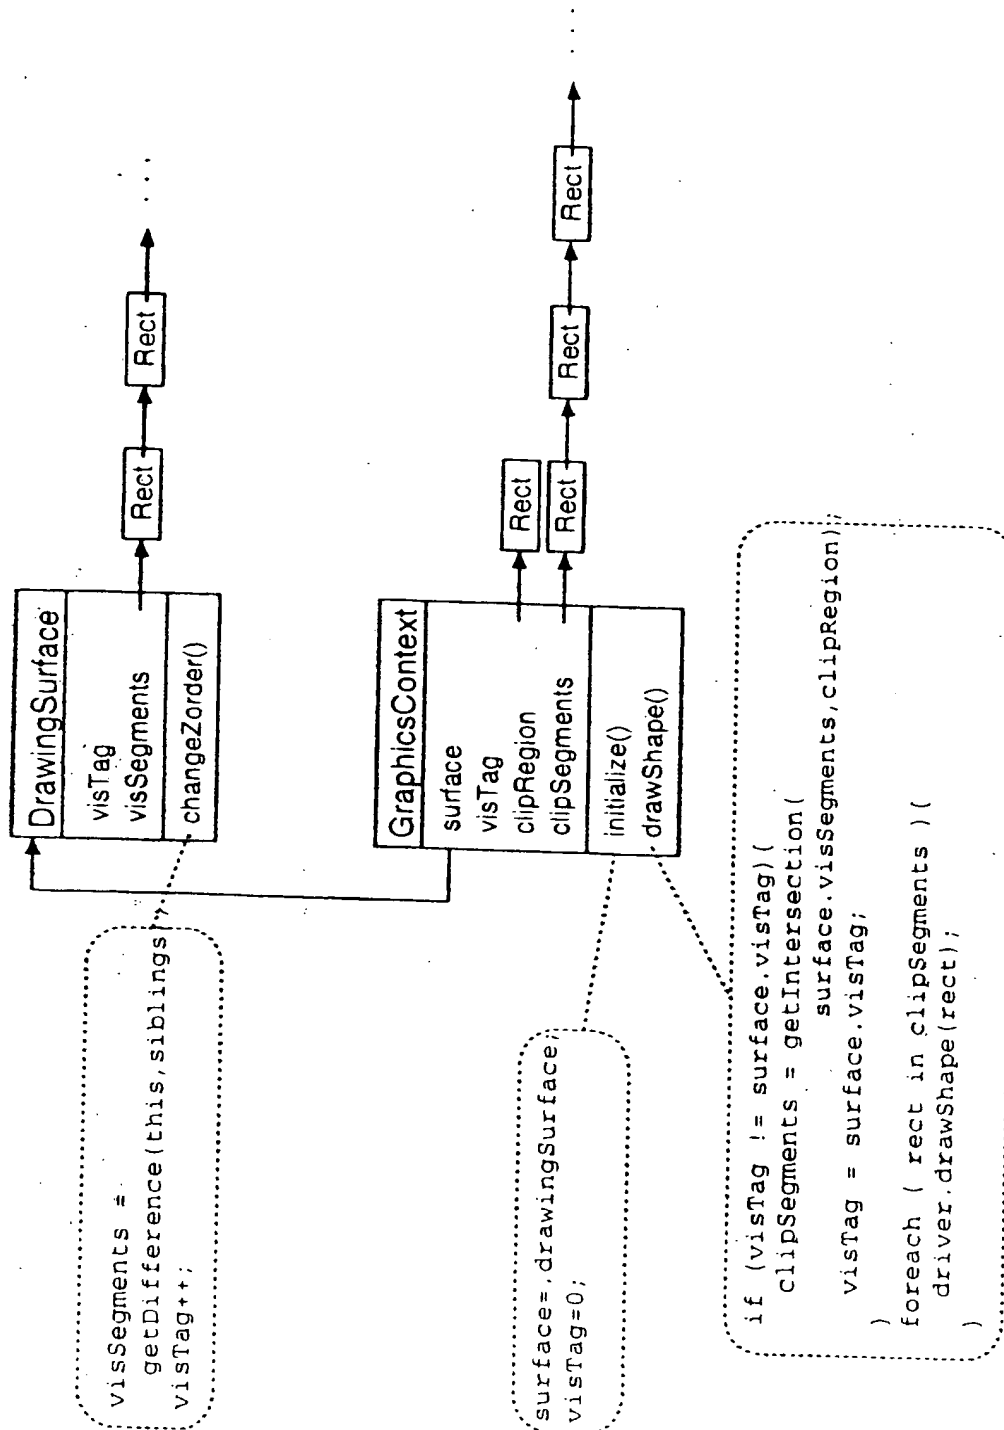 DrawingSurface
visTag
visSegments
changeZorder()
Rect
Rect
...
visSegments =
getDifference(this,siblings);
visTag++;
GraphicsContext
surface
visTag
clipRegion
clipSegments
initialize()
drawShape()
Rect
Rect
Rect
Rect
...
surface=.drawingSurface;
visTag=0;
if (visTag != surface.visTag)(
clipSegments = getIntersection(
surface.visSegments,clipRegion);
visTag = surface.visTag;
)
foreach ( rect in clipSegments )(
driver.drawShape(rect);
)